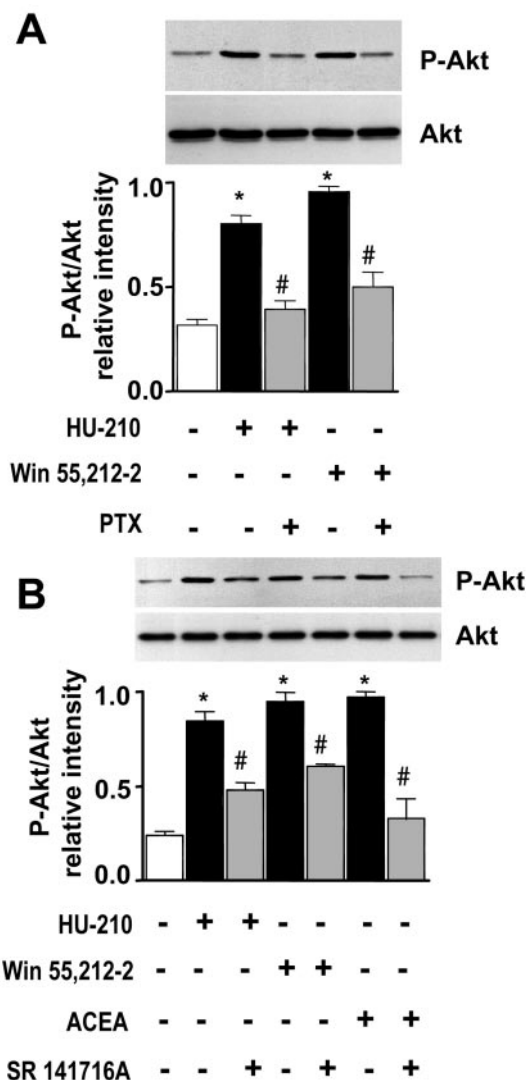 A
P-Akt
Akt
P-Akt/Akt
relative intensity
1.0
0.5
0.0
* # * #
HU-210 - + + - -
Win 55,212-2 - - - + +
PTX - - + - +
B
P-Akt
Akt
P-Akt/Akt
relative intensity
1.0
0.5
0.0
* # * # * #
HU-210 - + + - - - -
Win 55,212-2 - - - + + - -
ACEA - - - - - + +
SR 141716A - - + - + - +